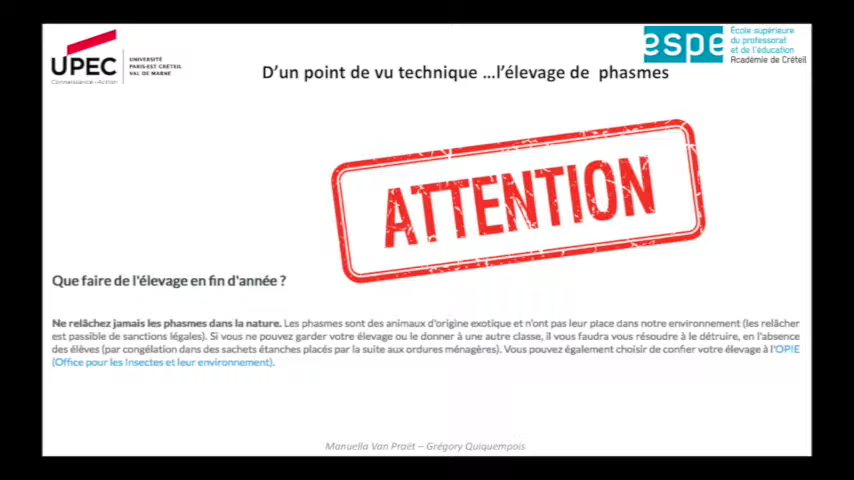 UPEC
Connaissance - Action
UNIVERSITÉ
PARIS-EST CRÉTEIL
VAL DE MARNE
espe
École supérieure
du professorat
et de l'éducation
Académie de Créteil
D'un point de vu technique ...l'élevage de phasmes
ATTENTION
Que faire de l'élevage en fin d'année ?
Ne relâchez jamais les phasmes dans la nature. Les phasmes sont des animaux d'origine exotique et n'ont pas leur place dans notre environnement (les relâcher
est passible de sanctions légales). Si vous ne pouvez garder votre élevage ou le donner à une autre classe, il vous faudra vous résoudre à le détruire, en l'absence
des élèves (par congélation dans des sachets étanches placés par la suite aux ordures ménagères). Vous pouvez également choisir de confier votre élevage à l'OPIE
(Office pour les Insectes et leur environnement).
Manuella Van Praët – Grégory Quiquempois